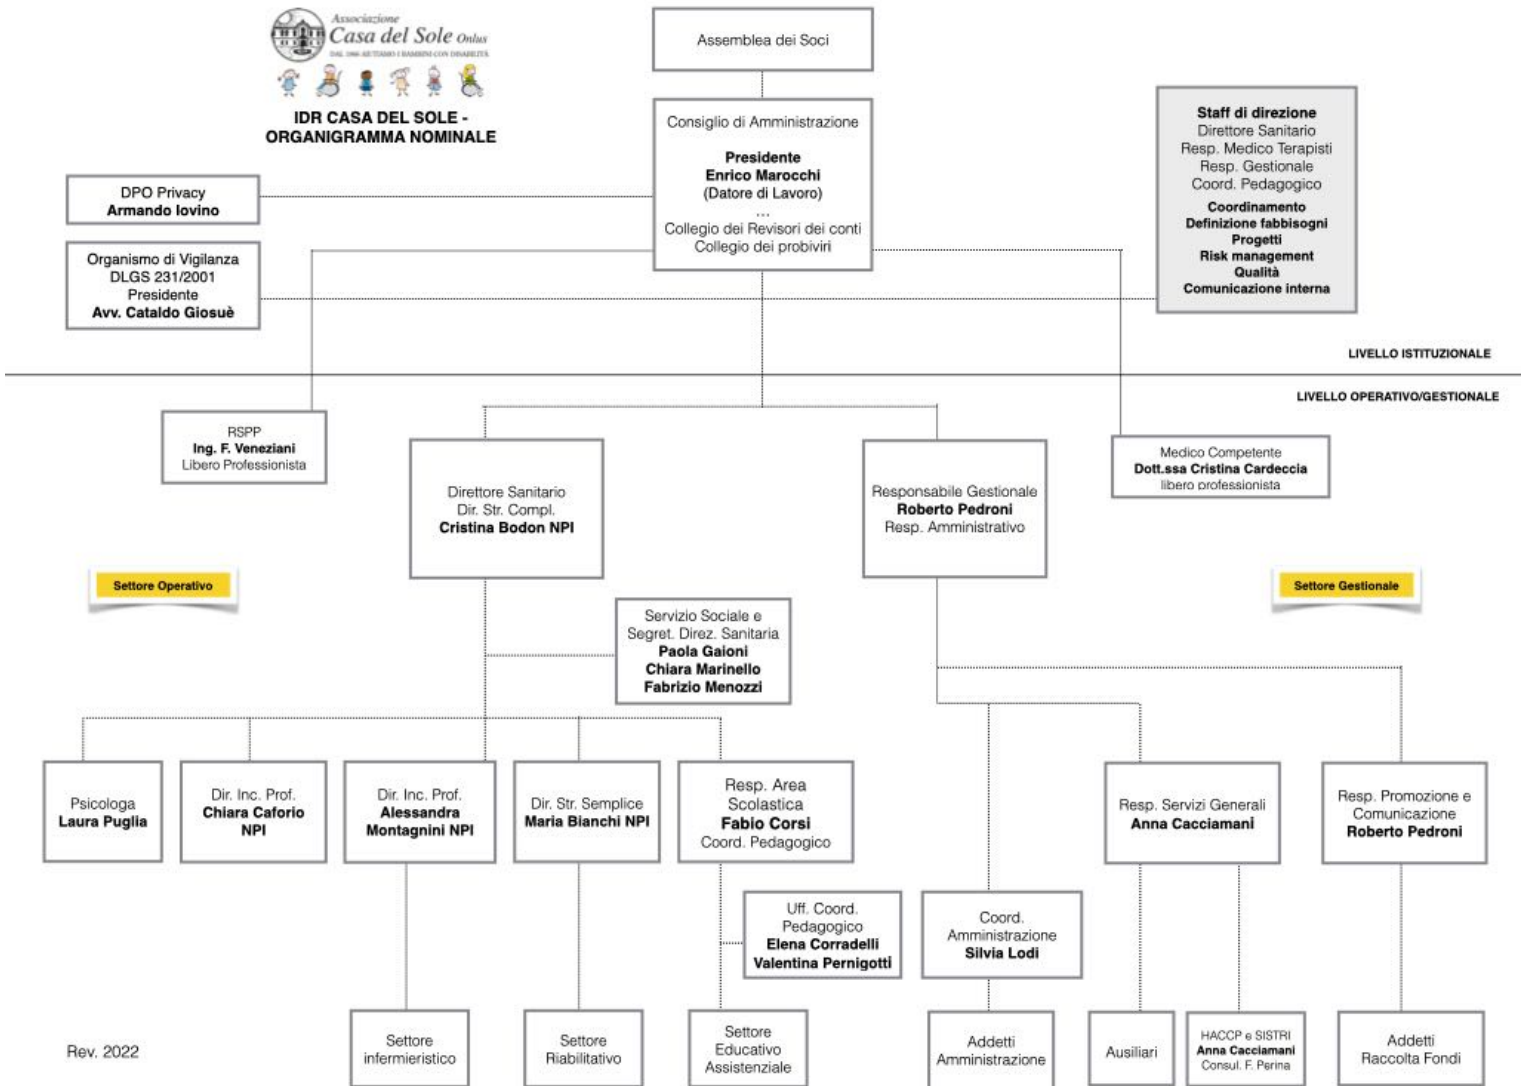 Associazione
Casa del Sole Onlus
DAL 1966 AIUTIAMO I BAMBINI CON DISABILITÀ
IDR CASA DEL SOLE -
ORGANIGRAMMA NOMINALE
Assemblea dei Soci
Consiglio di Amministrazione
Presidente
Enrico Marocchi
(Datore di Lavoro)
...
Collegio dei Revisori dei conti
Collegio dei probiviri
Staff di direzione
Direttore Sanitario
Resp. Medico Terapisti
Resp. Gestionale
Coord. Pedagogico
Coordinamento
Definizione fabbisogni
Progetti
Risk management
Qualità
Comunicazione interna
DPO Privacy
Armando Iovino
Organismo di Vigilanza
DLGS 231/2001
Presidente
Avv. Cataldo Giosuè
LIVELLO ISTITUZIONALE
LIVELLO OPERATIVO/GESTIONALE
RSPP
Ing. F. Veneziani
Libero Professionista
Direttore Sanitario
Dir. Str. Compl.
Cristina Bodon NPI
Responsabile Gestionale
Roberto Pedroni
Resp. Amministrativo
Medico Competente
Dott.ssa Cristina Cardeccia
libero professionista
Settore Operativo
Settore Gestionale
Servizio Sociale e
Segret. Direz. Sanitaria
Paola Gaioni
Chiara Marinello
Fabrizio Menozzi
Psicologa
Laura Puglia
Dir. Inc. Prof.
Chiara Caforio
NPI
Dir. Inc. Prof.
Alessandra
Montagnini NPI
Dir. Str. Semplice
Maria Bianchi NPI
Resp. Area
Scolastica
Fabio Corsi
Coord. Pedagogico
Resp. Servizi Generali
Anna Cacciamani
Resp. Promozione e
Comunicazione
Roberto Pedroni
Uff. Coord.
Pedagogico
Elena Corradelli
Valentina Pernigotti
Coord.
Amministrazione
Silvia Lodi
Rev. 2022
Settore
infermieristico
Settore
Riabilitativo
Settore
Educativo
Assistenziale
Addetti
Amministrazione
Ausiliari
HACCP e SISTRI
Anna Cacciamani
Consul. F. Perina
Addetti
Raccolta Fondi